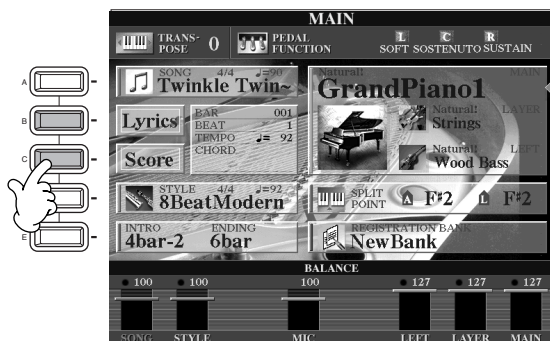 MAIN
TRANS-
POSE
0
PEDAL
FUNCTION
L C R
SOFT SOSTENUTO SUSTAIN
A
B
C
E
SONG 4/4 ♩=90
Twinkle Twin~
Lyrics
Score
BAR 001
BEAT 1
TEMPO ♩= 92
CHORD
STYLE 4/4 ♩=92
8BeatModern
INTRO ENDING
4bar-2 6bar
Natural! MAIN
GrandPiano1
Natural! LAYER
Strings
Natural! LEFT
Wood Bass
SPLIT
POINT
A F#2 L F#2
REGISTRATION BANK
NewBank
BALANCE
100 100 100 127 127 127
SONG STYLE MIC LEFT LAYER MAIN